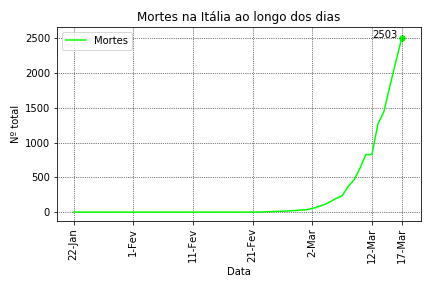 Mortes na Itália ao longo dos dias
2503
Mortes
2500
2000
1500
1000
500
0
Nº total
22-Jan
1-Fev
11-Fev
21-Fev
2-Mar
12-Mar
17-Mar
Data